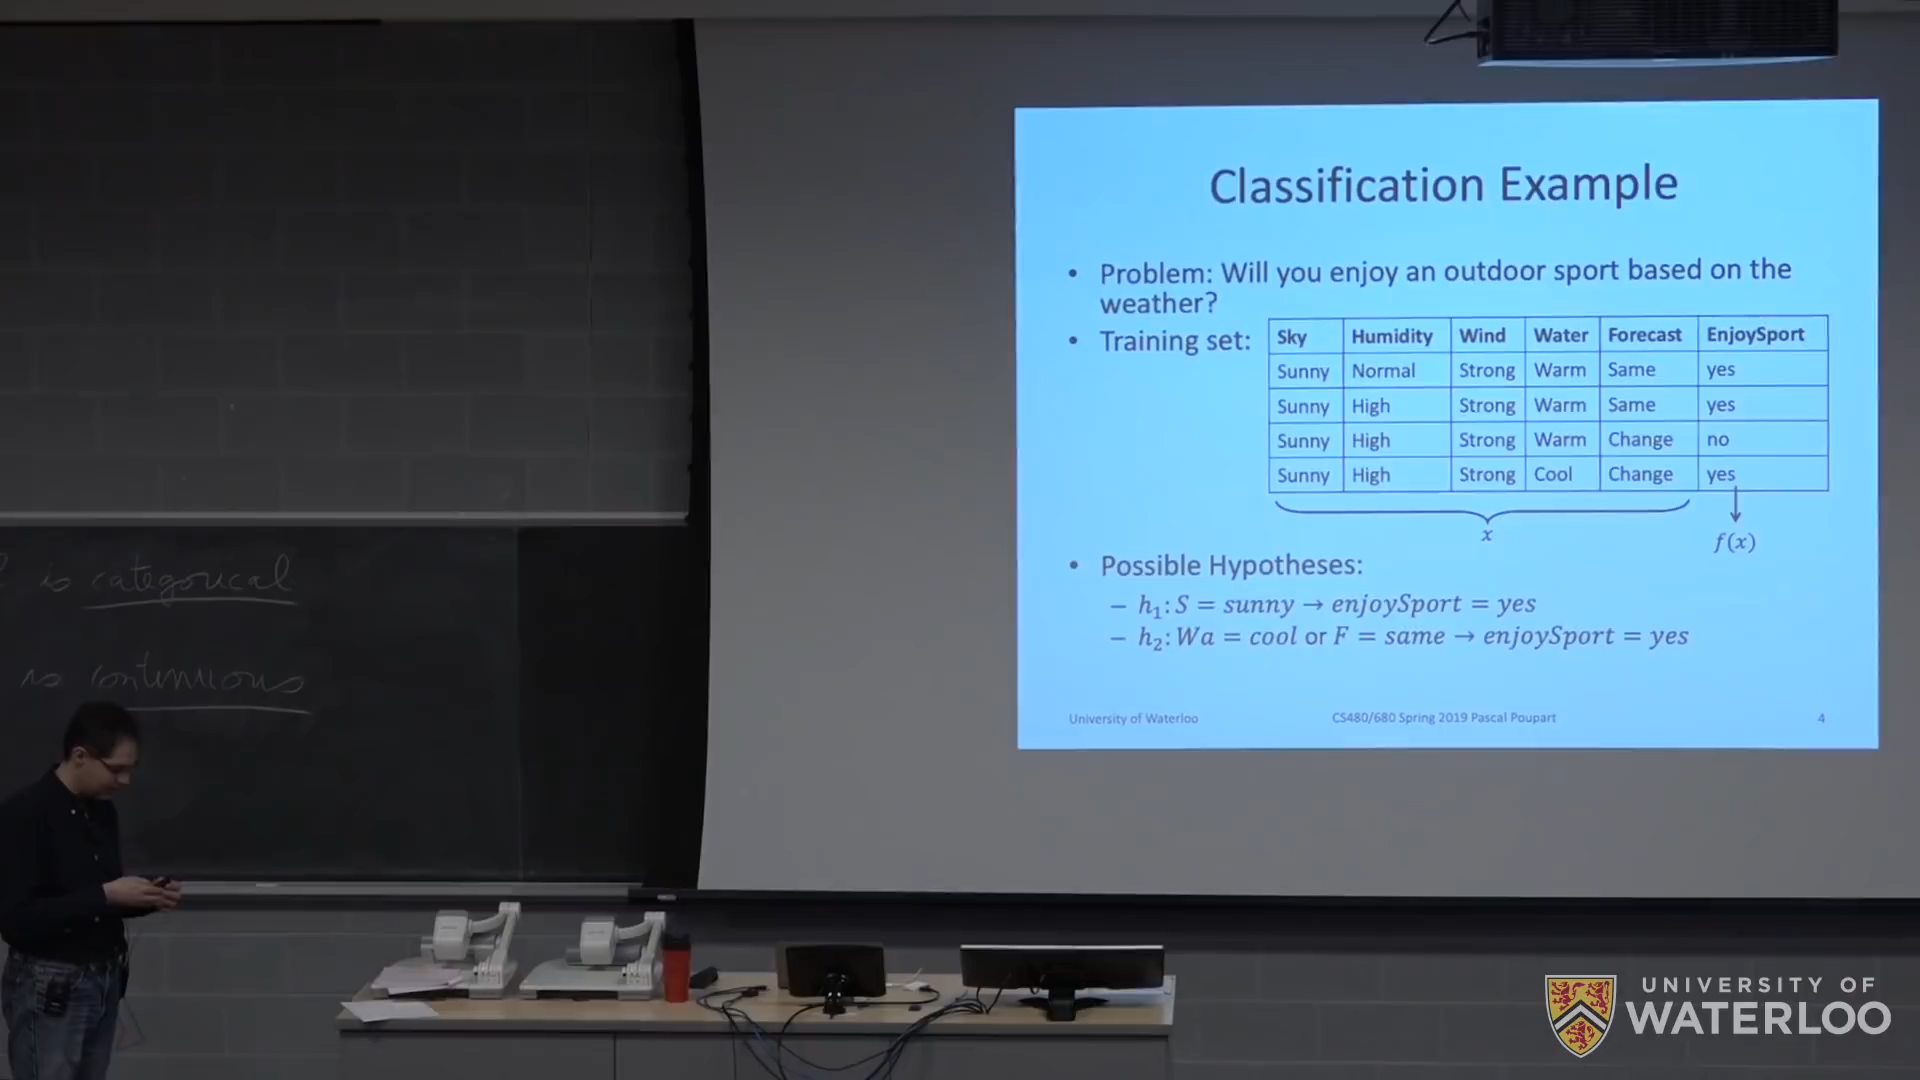 is categorical
is continuous
Classification Example
• Problem: Will you enjoy an outdoor sport based on the
weather?
• Training set:
Sky Humidity Wind Water Forecast EnjoySport
Sunny Normal Strong Warm Same yes
Sunny High Strong Warm Same yes
Sunny High Strong Warm Change no
Sunny High Strong Cool Change yes
x
f(x)
• Possible Hypotheses:
– h₁: S = sunny → enjoySport = yes
– h₂: Wa = cool or F = same → enjoySport = yes
University of Waterloo CS480/680 Spring 2019 Pascal Poupart 4
UNIVERSITY OF
WATERLOO